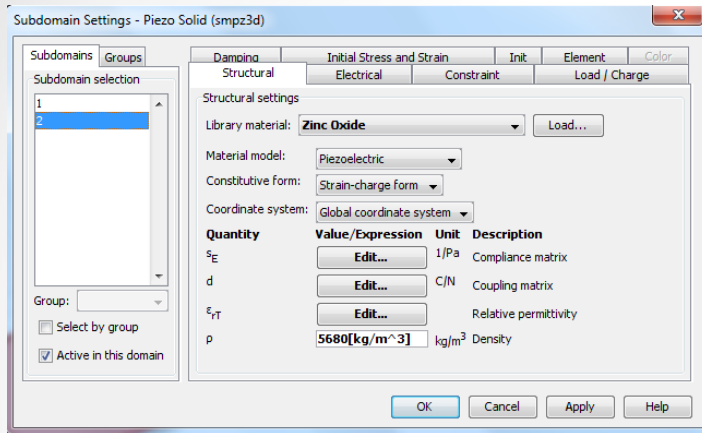 Subdomain Settings - Piezo Solid (smpz3d)
Subdomains Groups
Subdomain selection
1
2
Group:
Select by group
Active in this domain
Damping Initial Stress and Strain Init Element Color
Structural Electrical Constraint Load / Charge
Structural settings
Library material: Zinc Oxide Load...
Material model: Piezoelectric
Constitutive form: Strain-charge form
Coordinate system: Global coordinate system
Quantity Value/Expression Unit Description
sE Edit... 1/Pa Compliance matrix
d Edit... C/N Coupling matrix
εrT Edit... Relative permittivity
ρ 5680[kg/m^3] kg/m³ Density
OK Cancel Apply Help